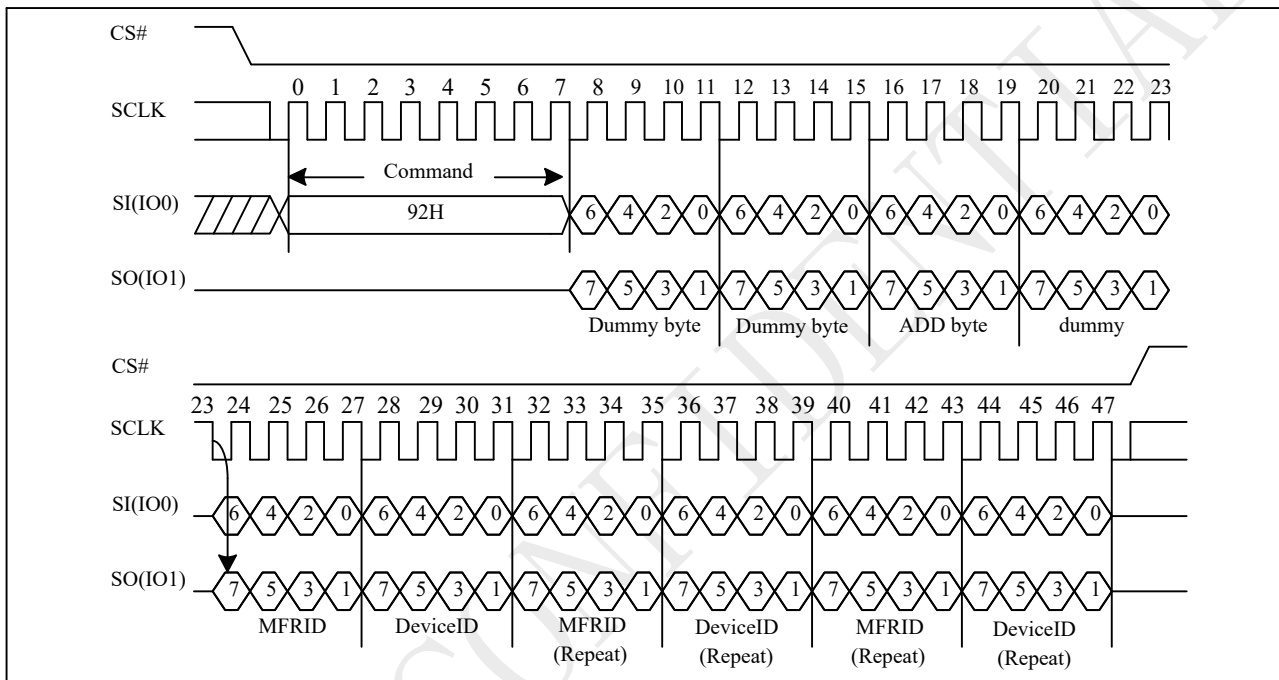 CS#
0 1 2 3 4 5 6 7 8 9 10 11 12 13 14 15 16 17 18 19 20 21 22 23
SCLK
Command
SI(IO0)
92H
6 4 2 0 6 4 2 0 6 4 2 0 6 4 2 0
SO(IO1)
7 5 3 1 7 5 3 1 7 5 3 1 7 5 3 1
Dummy byte Dummy byte ADD byte dummy
CS#
23 24 25 26 27 28 29 30 31 32 33 34 35 36 37 38 39 40 41 42 43 44 45 46 47
SCLK
SI(IO0)
6 4 2 0 6 4 2 0 6 4 2 0 6 4 2 0 6 4 2 0 6 4 2 0
SO(IO1)
7 5 3 1 7 5 3 1 7 5 3 1 7 5 3 1 7 5 3 1 7 5 3 1
MFRID DeviceID MFRID DeviceID MFRID DeviceID
(Repeat) (Repeat) (Repeat) (Repeat)
CONFIDENTIAL